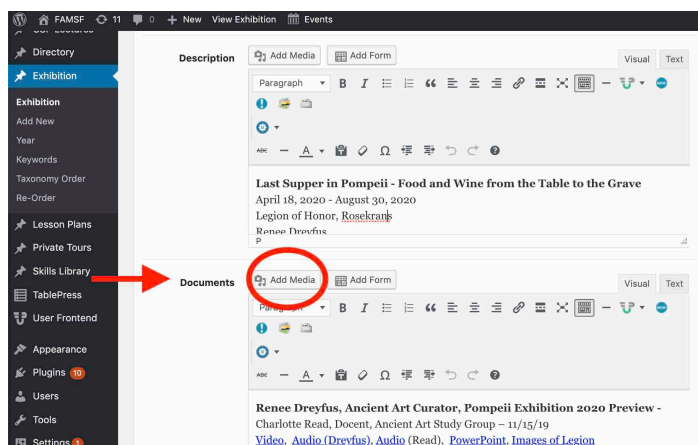 FAMSF 11 0 + New View Exhibition Events
Directory
Exhibition
Exhibition
Add New
Year
Keywords
Taxonomy Order
Re-Order
Lesson Plans
Private Tours
Skills Library
TablePress
User Frontend
Appearance
Plugins 10
Users
Tools
Settings 1
Description
Add Media Add Form Visual Text
Paragraph B I
ABC A Ω
Last Supper in Pompeii - Food and Wine from the Table to the Grave
April 18, 2020 - August 30, 2020
Legion of Honor, Rosekrans
Renee Dreyfus
P
Documents
Add Media Add Form Visual Text
Paragraph B I
ABC A Ω
Renee Dreyfus, Ancient Art Curator, Pompeii Exhibition 2020 Preview -
Charlotte Read, Docent, Ancient Art Study Group – 11/15/19
Video, Audio (Dreyfus), Audio (Read), PowerPoint, Images of Legion